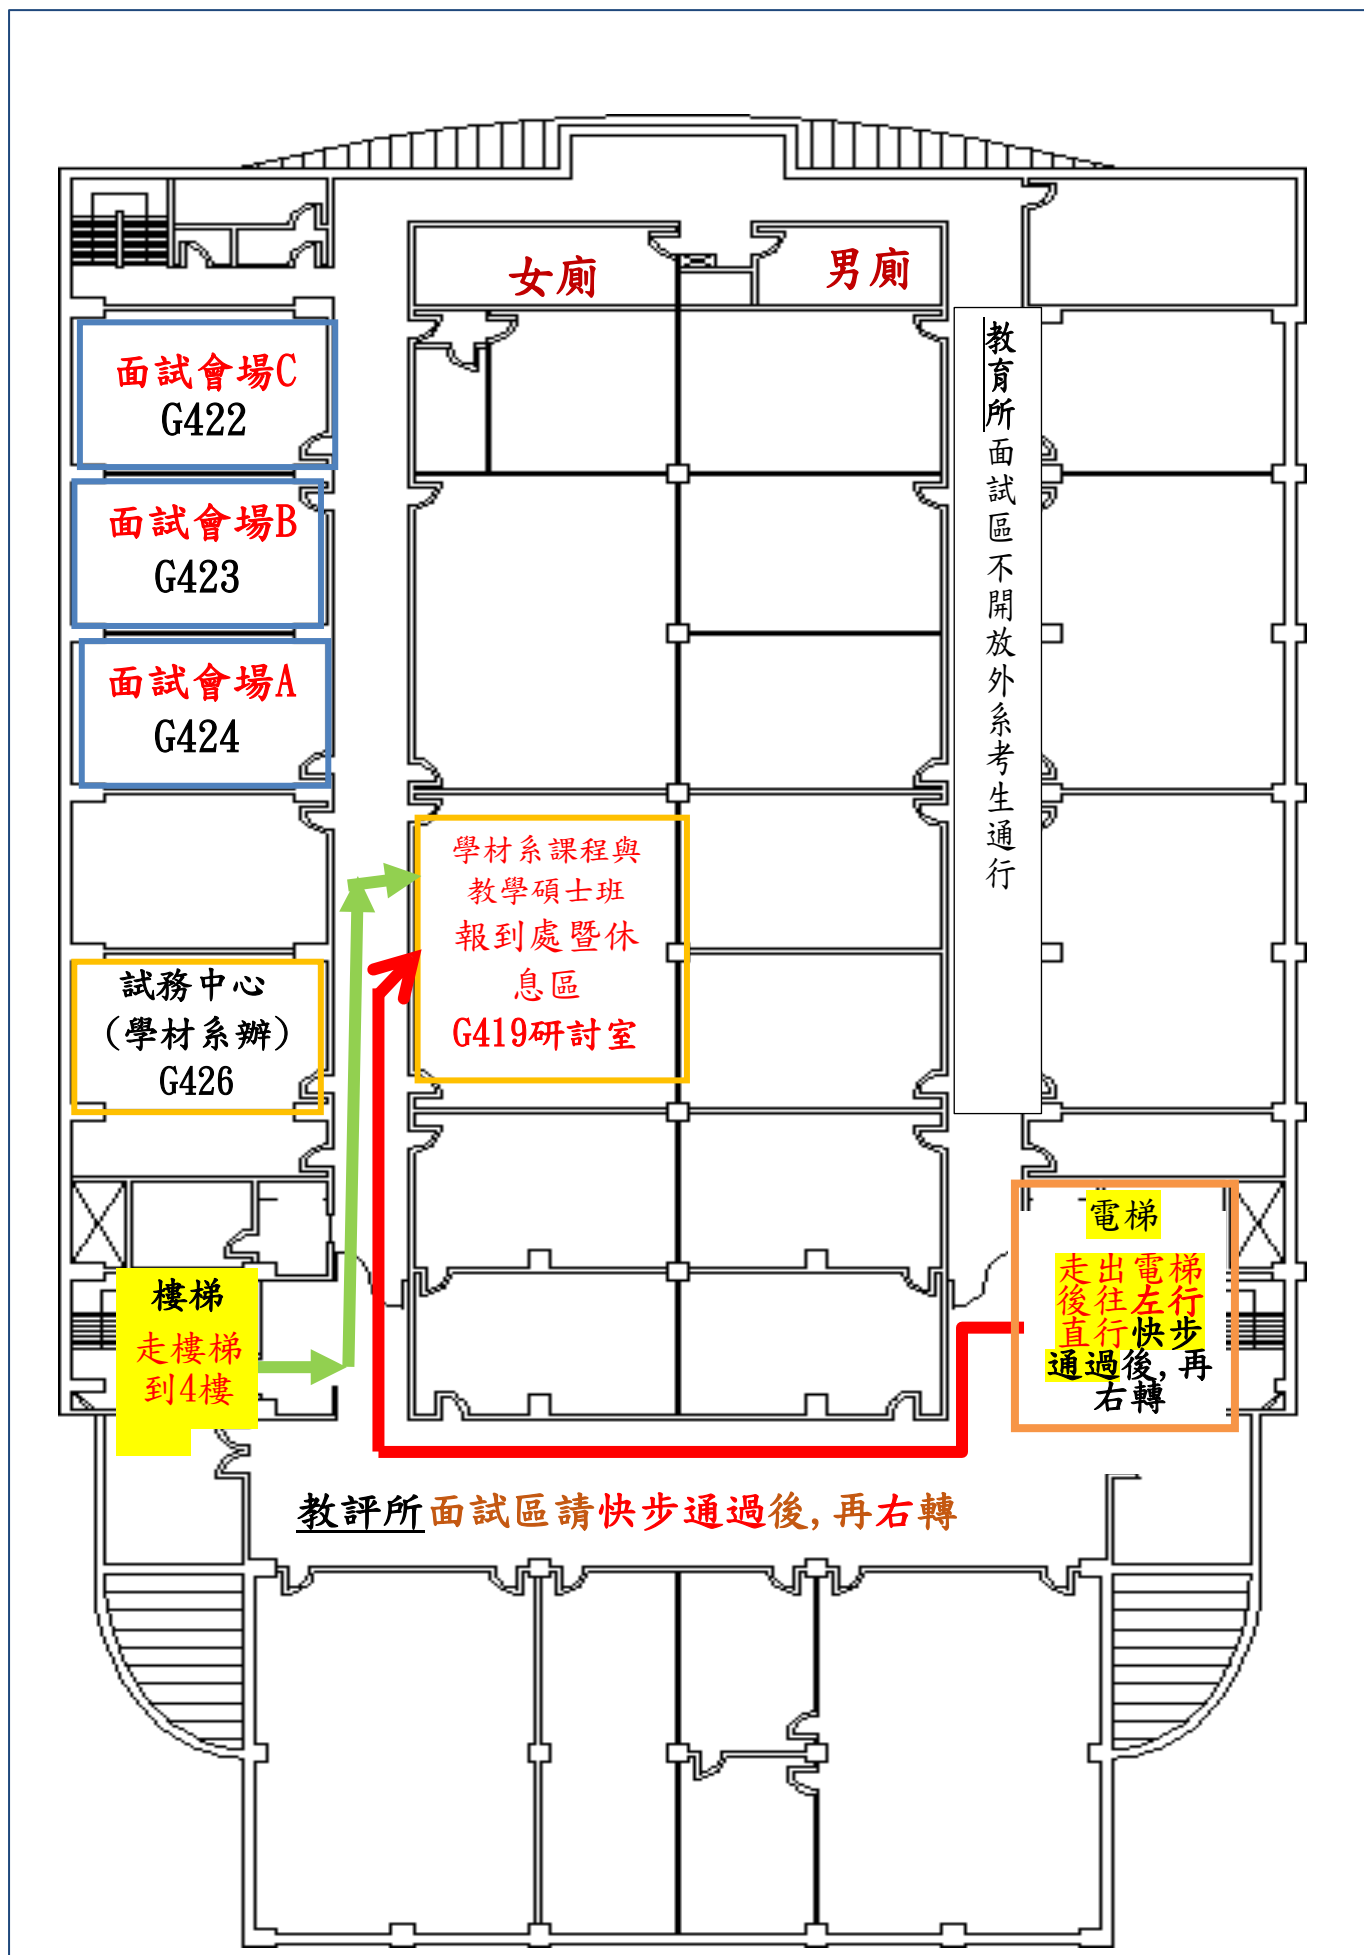 女廁
男廁
面試會場C
G422
面試會場B
G423
面試會場A
G424
教育所面試區不開放外系考生通行
學材系課程與
教學碩士班
報到處暨休
息區
G419研討室
試務中心
(學材系辦)
G426
電梯
走出電梯
後往左行
直行快步
通過後,再
右轉
樓梯
走樓梯
到4樓
教評所面試區請快步通過後,再右轉